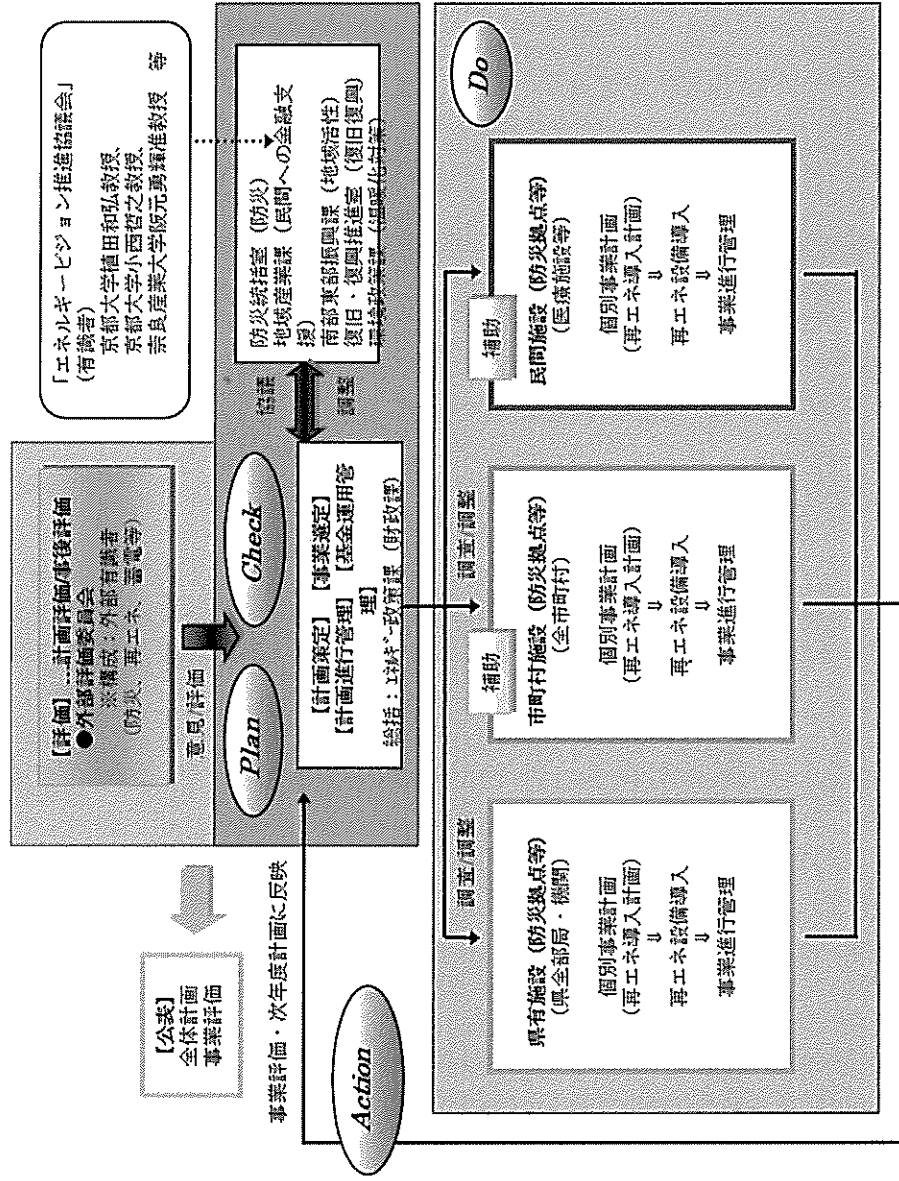 【評価】…計画評価/事後評価
●外部評価委員会
※構成：外部有識者
（防災、再エネ、蓄電等）
意見/評価
「エネルギービジョン推進協議会」
（有識者）
京都大学植田和弘教授、
京都大学小西哲之教授、
奈良産業大学阪元勇輝准教授 等
【公表】
全体計画
事業評価
Plan
Check
【計画策定】【事業選定】
【計画進行管理】【基金運用管
理】
総括：エネルギー政策課（財政課）
協議
調整
防災統括室（防災）
地域産業課（民間への金融支
援）
南部東部振興課（地域活性）
復旧・復興推進室（復旧復興）
環境政策課（温暖化対策）
事業評価・次年度計画に反映
Action
Do
調査/調整
調査/調整
県有施設（防災拠点等）
（県全部局・機関）
個別事業計画
（再エネ導入計画）
⇓
再エネ設備導入
⇓
事業進行管理
補助
市町村施設（防災拠点等）
（全市町村）
個別事業計画
（再エネ導入計画）
⇓
再エネ設備導入
⇓
事業進行管理
補助
民間施設（防災拠点等）
（医療施設等）
個別事業計画
（再エネ導入計画）
⇓
再エネ設備導入
⇓
事業進行管理